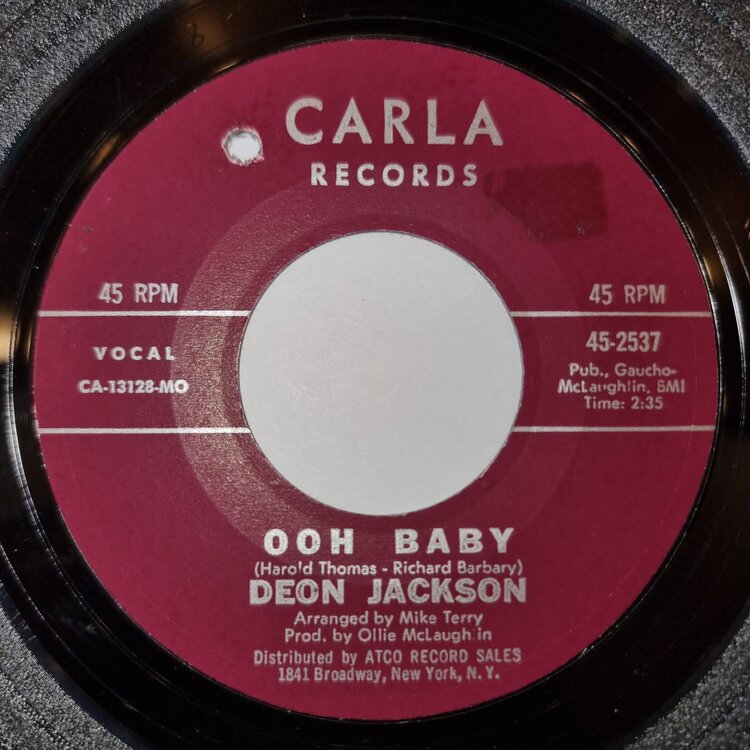 CARLA
RECORDS
45 RPM
VOCAL
CA-13128-MO
45 RPM
45-2537
Pub., Gaucho-
McLaughlin, BMI
Time: 2:35
OOH BABY
(Harold Thomas - Richard Barbary)
DEON JACKSON
Arranged by Mike Terry
Prod. by Ollie McLaughlin
Distributed by ATCO RECORD SALES
1841 Broadway, New York, N. Y.